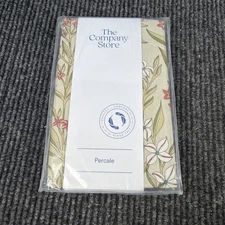 The
Company
Store
Percale